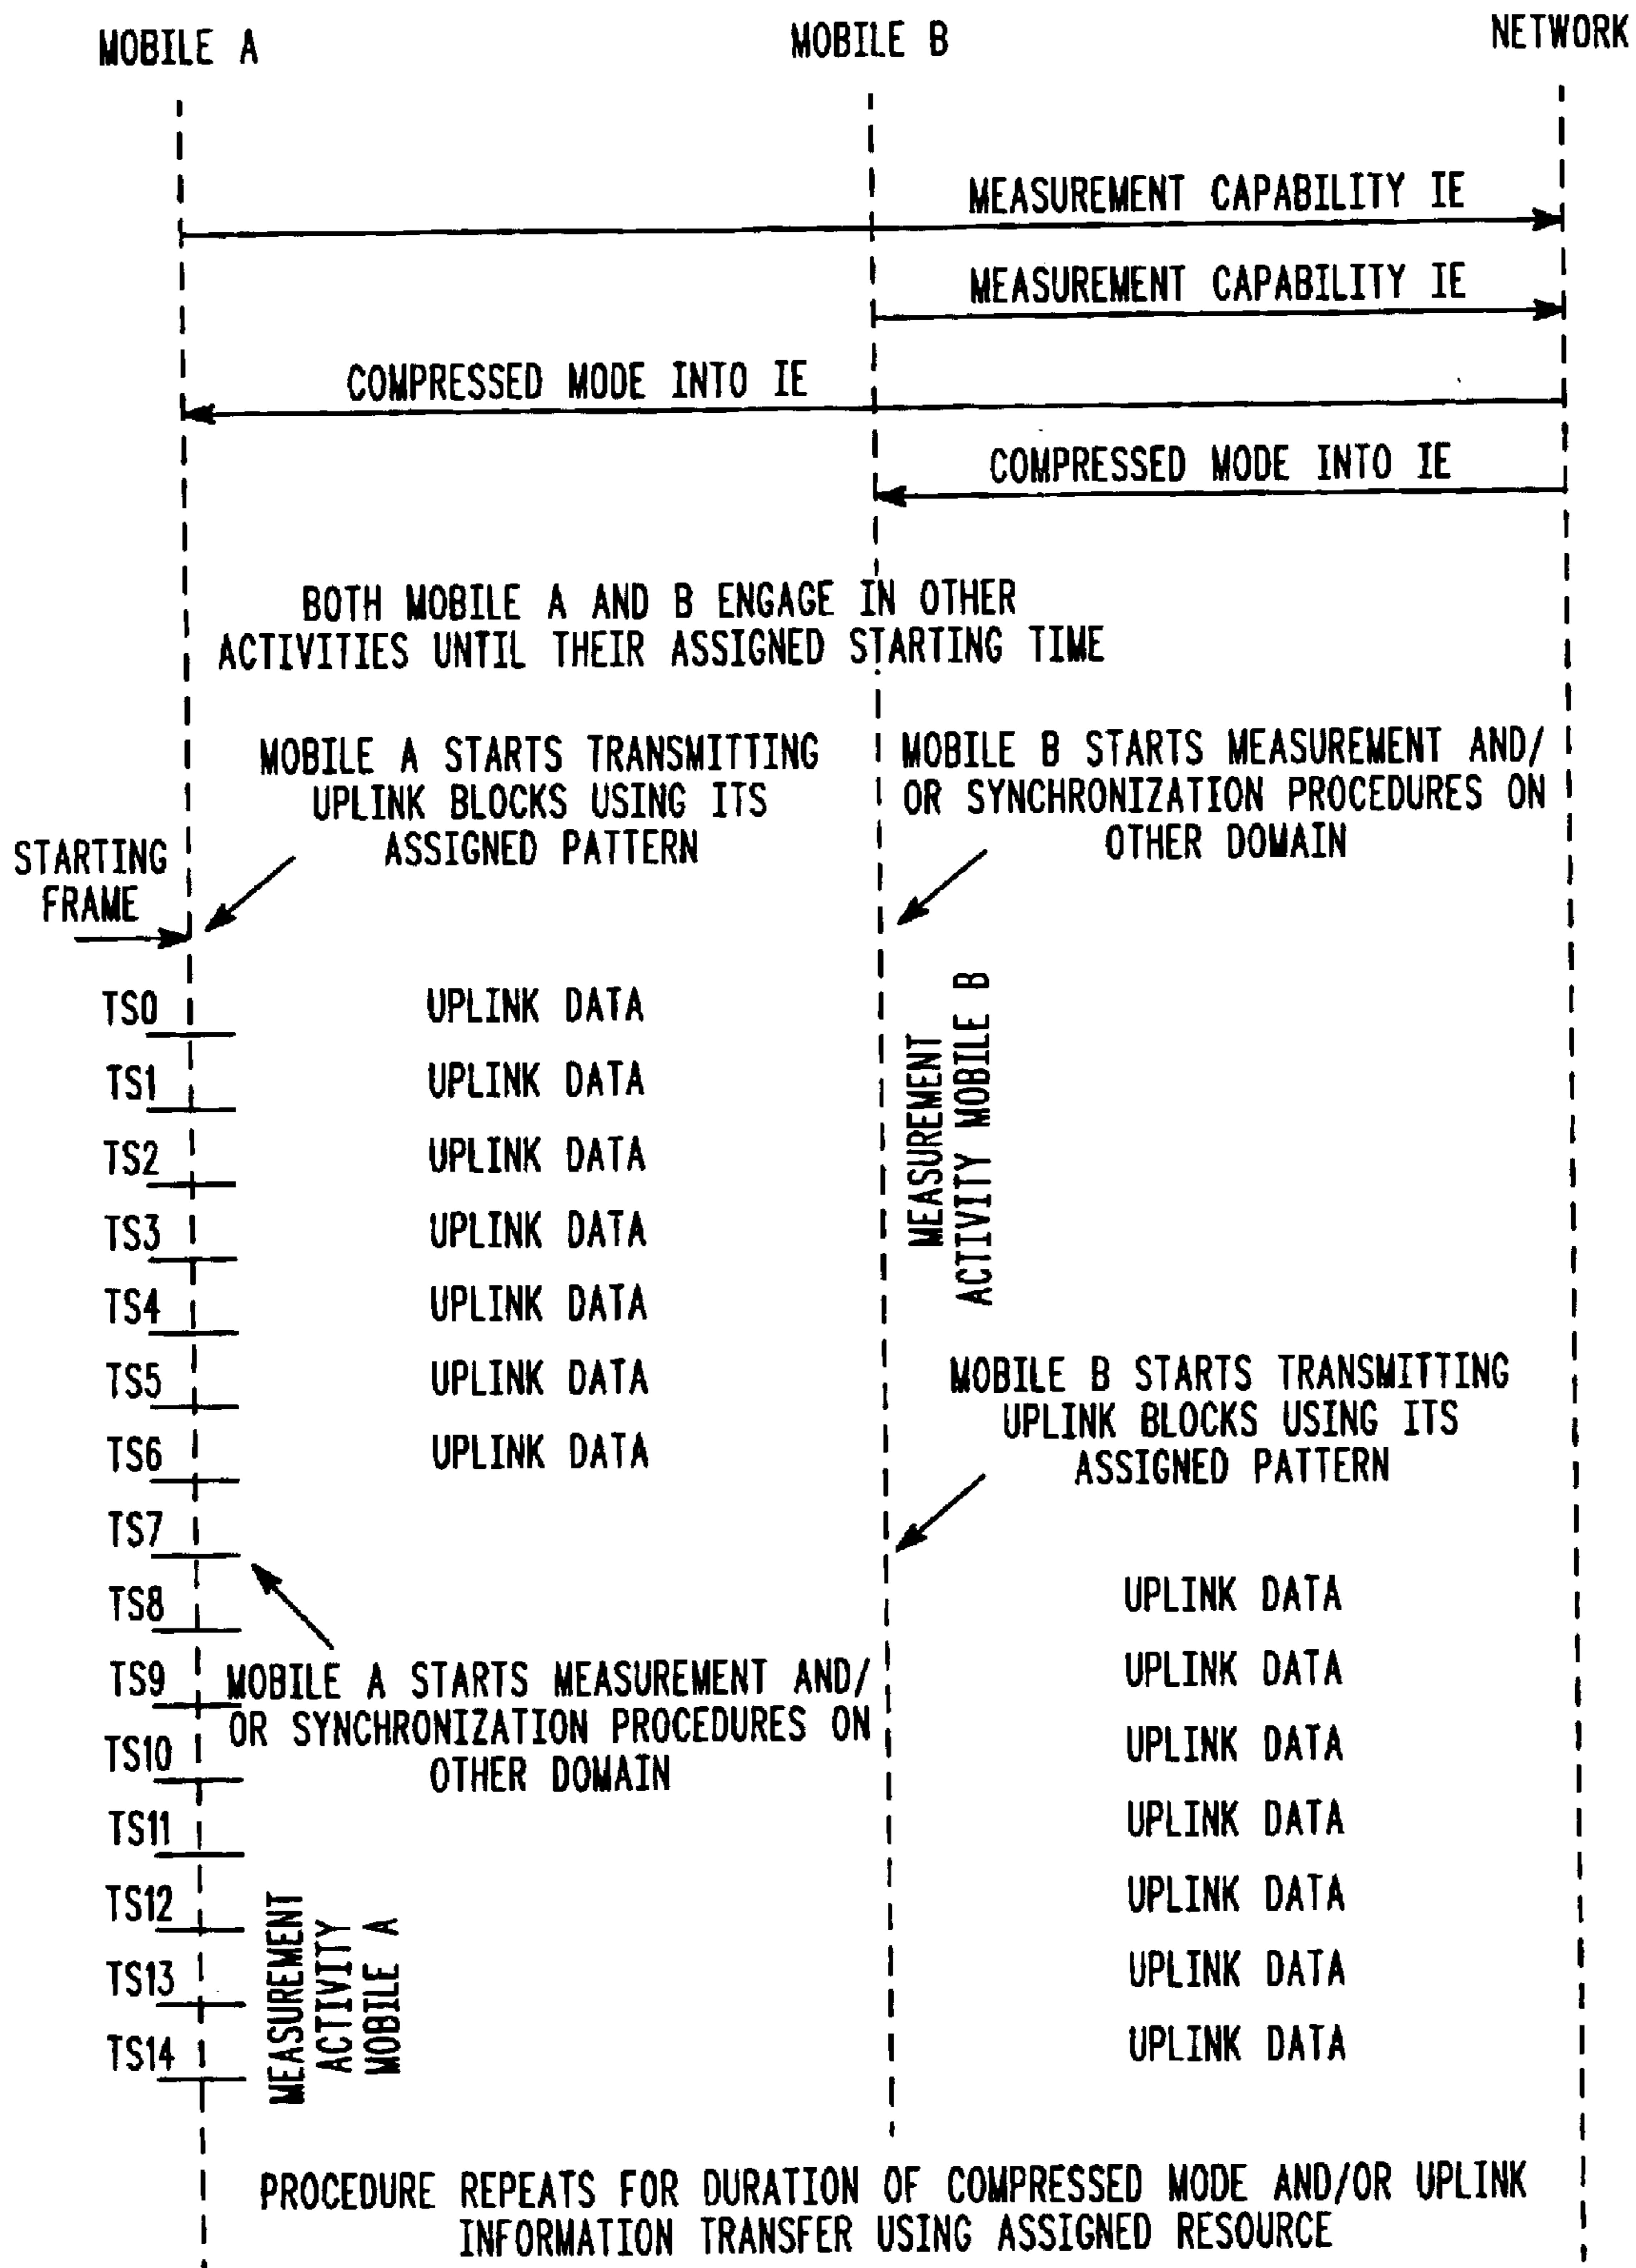 MOBILE A
MOBILE B
NETWORK
MEASUREMENT CAPABILITY IE
MEASUREMENT CAPABILITY IE
COMPRESSED MODE INTO IE
COMPRESSED MODE INTO IE
BOTH MOBILE A AND B ENGAGE IN OTHER
ACTIVITIES UNTIL THEIR ASSIGNED STARTING TIME
MOBILE A STARTS TRANSMITTING
UPLINK BLOCKS USING ITS
ASSIGNED PATTERN
MOBILE B STARTS MEASUREMENT AND/
OR SYNCHRONIZATION PROCEDURES ON
OTHER DOMAIN
STARTING
FRAME
TS0 UPLINK DATA
TS1 UPLINK DATA
TS2 UPLINK DATA
TS3 UPLINK DATA
TS4 UPLINK DATA
TS5 UPLINK DATA
TS6 UPLINK DATA
MEASUREMENT
ACTIVITY MOBILE B
MOBILE B STARTS TRANSMITTING
UPLINK BLOCKS USING ITS
ASSIGNED PATTERN
TS7
TS8 UPLINK DATA
TS9 UPLINK DATA
TS10 UPLINK DATA
TS11 UPLINK DATA
TS12 UPLINK DATA
TS13 UPLINK DATA
TS14 UPLINK DATA
MOBILE A STARTS MEASUREMENT AND/
OR SYNCHRONIZATION PROCEDURES ON
OTHER DOMAIN
MEASUREMENT
ACTIVITY
MOBILE A
PROCEDURE REPEATS FOR DURATION OF COMPRESSED MODE AND/OR UPLINK
INFORMATION TRANSFER USING ASSIGNED RESOURCE